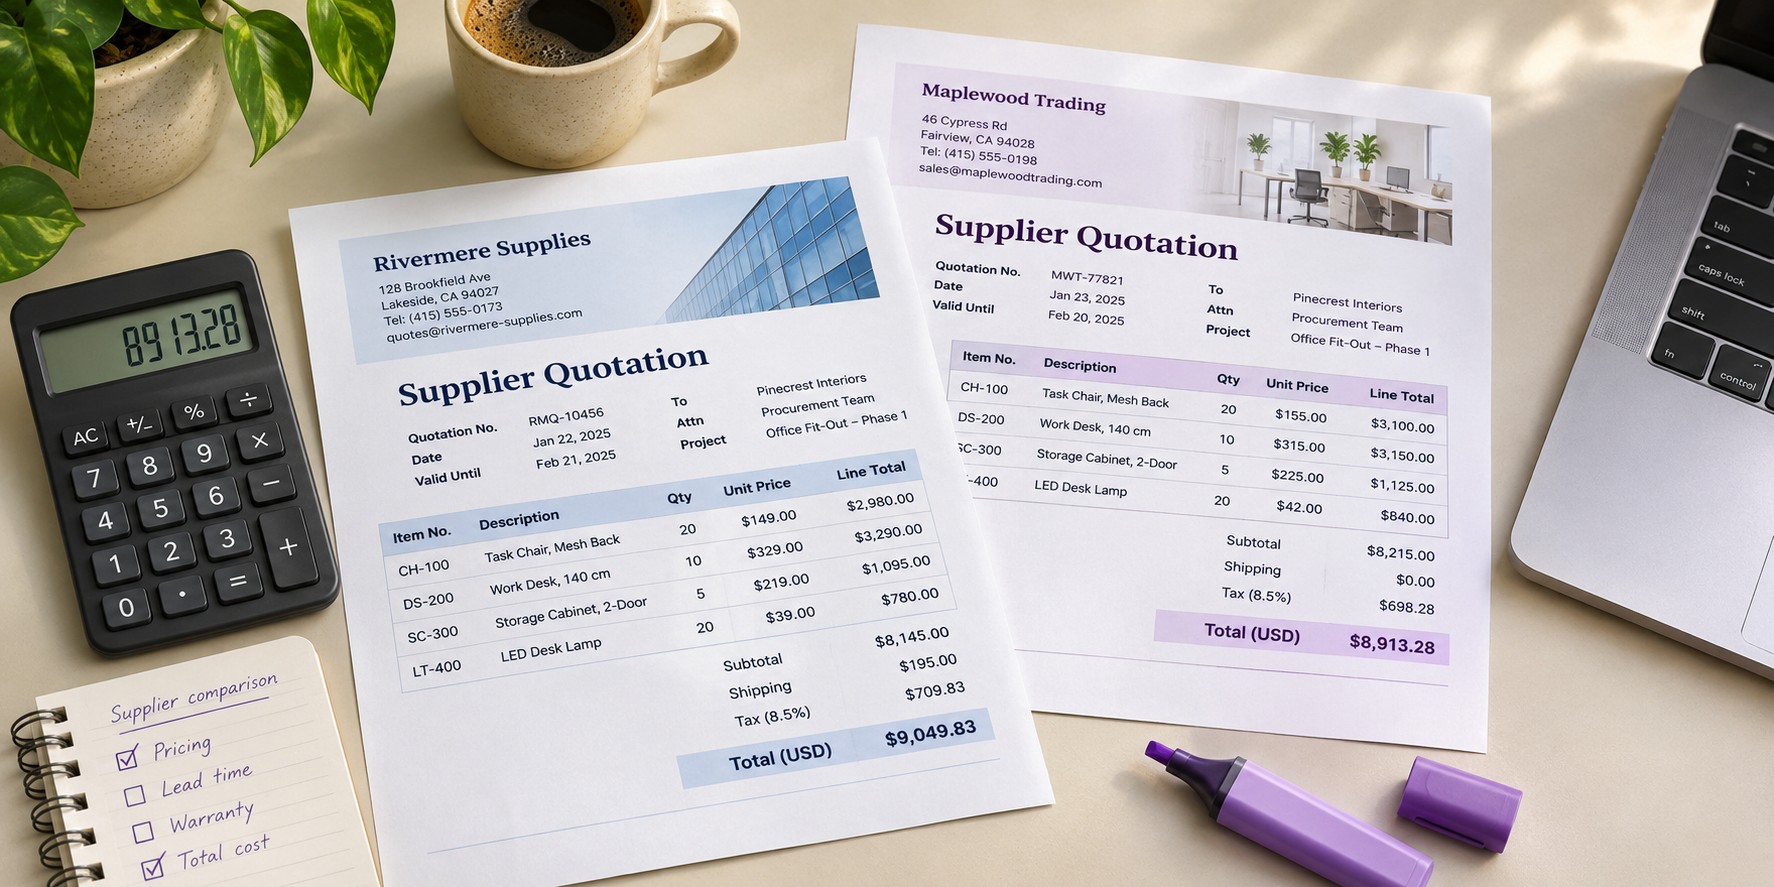 8913.28
AC +/− % ÷
7 8 9 ×
4 5 6 −
1 2 3 +
0 . =
Supplier comparison
Pricing
Lead time
Warranty
Total cost
Rivermere Supplies
128 Brookfield Ave
Lakeside, CA 94027
Tel: (415) 555-0173
quotes@rivermere-supplies.com
Supplier Quotation
Quotation No. RMQ-10456 To Pinecrest Interiors
Date Jan 22, 2025 Attn Procurement Team
Valid Until Feb 21, 2025 Project Office Fit-Out – Phase 1
Item No. Description Qty Unit Price Line Total
CH-100 Task Chair, Mesh Back 20 $149.00 $2,980.00
DS-200 Work Desk, 140 cm 10 $329.00 $3,290.00
SC-300 Storage Cabinet, 2-Door 5 $219.00 $1,095.00
LT-400 LED Desk Lamp 20 $39.00 $780.00
Subtotal $8,145.00
Shipping $195.00
Tax (8.5%) $709.83
Total (USD) $9,049.83
Maplewood Trading
46 Cypress Rd
Fairview, CA 94028
Tel: (415) 555-0198
sales@maplewoodtrading.com
Supplier Quotation
Quotation No. MWT-77821 To Pinecrest Interiors
Date Jan 23, 2025 Attn Procurement Team
Valid Until Feb 20, 2025 Project Office Fit-Out – Phase 1
Item No. Description Qty Unit Price Line Total
CH-100 Task Chair, Mesh Back 20 $155.00 $3,100.00
DS-200 Work Desk, 140 cm 10 $315.00 $3,150.00
SC-300 Storage Cabinet, 2-Door 5 $225.00 $1,125.00
-400 LED Desk Lamp 20 $42.00 $840.00
Subtotal $8,215.00
Shipping $0.00
Tax (8.5%) $698.28
Total (USD) $8,913.28
tab
caps lock
shift
fn control